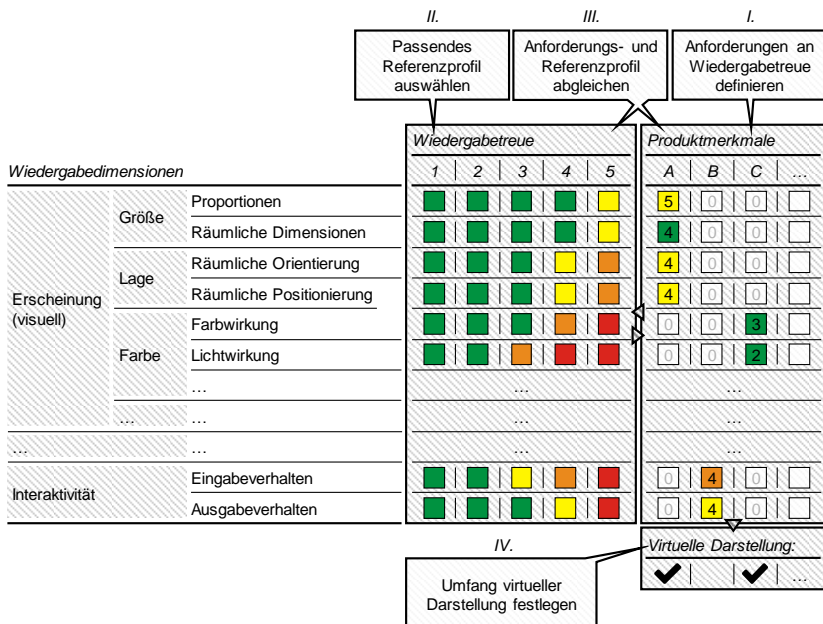 II. III. I.
Passendes
Referenzprofil
auswählen
Anforderungs- und
Referenzprofil
abgleichen
Anforderungen an
Wiedergabetreue
definieren
Wiedergabetreue Produktmerkmale
Wiedergabedimensionen 1 2 3 4 5 A B C …
Erscheinung
(visuell)
Größe
Proportionen 5 0 0
Räumliche Dimensionen 4 0 0
Lage
Räumliche Orientierung 4 0 0
Räumliche Positionierung 4 0 0
Farbe
Farbwirkung 0 0 3
Lichtwirkung 0 0 2
… … …
… … … …
… … … …
Interaktivität
Eingabeverhalten 0 4 0
Ausgabeverhalten 0 4 0
IV.
Umfang virtueller
Darstellung festlegen
Virtuelle Darstellung:
✔ ✔ …